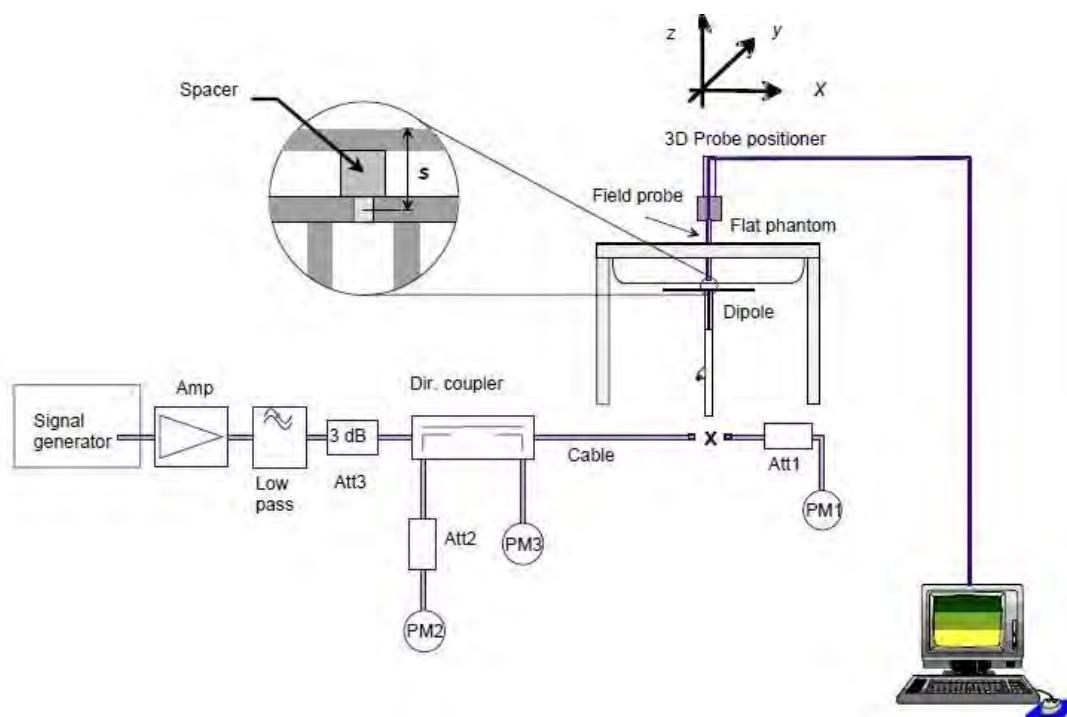 z
y
X
Spacer
s
3D Probe positioner
Field probe
Flat phantom
Dipole
Signal
generator
Amp
Low
pass
3 dB
Att3
Dir. coupler
Att2
PM2
PM3
Cable
x
Att1
PM1